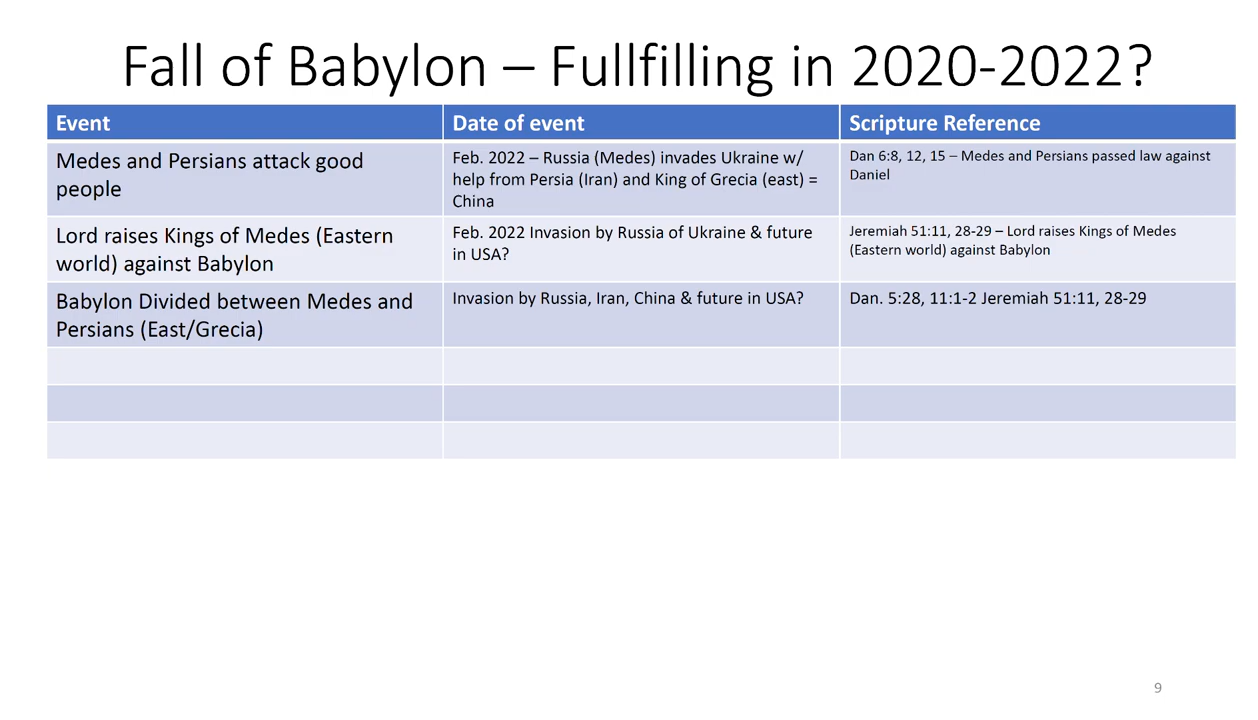 Fall of Babylon – Fullfilling in 2020-2022?
Event
Date of event
Scripture Reference
Medes and Persians attack good
people
Feb. 2022 – Russia (Medes) invades Ukraine w/
help from Persia (Iran) and King of Grecia (east) =
China
Dan 6:8, 12, 15 – Medes and Persians passed law against
Daniel
Lord raises Kings of Medes (Eastern
world) against Babylon
Feb. 2022 Invasion by Russia of Ukraine & future
in USA?
Jeremiah 51:11, 28-29 – Lord raises Kings of Medes
(Eastern world) against Babylon
Babylon Divided between Medes and
Persians (East/Grecia)
Invasion by Russia, Iran, China & future in USA?
Dan. 5:28, 11:1-2 Jeremiah 51:11, 28-29
9